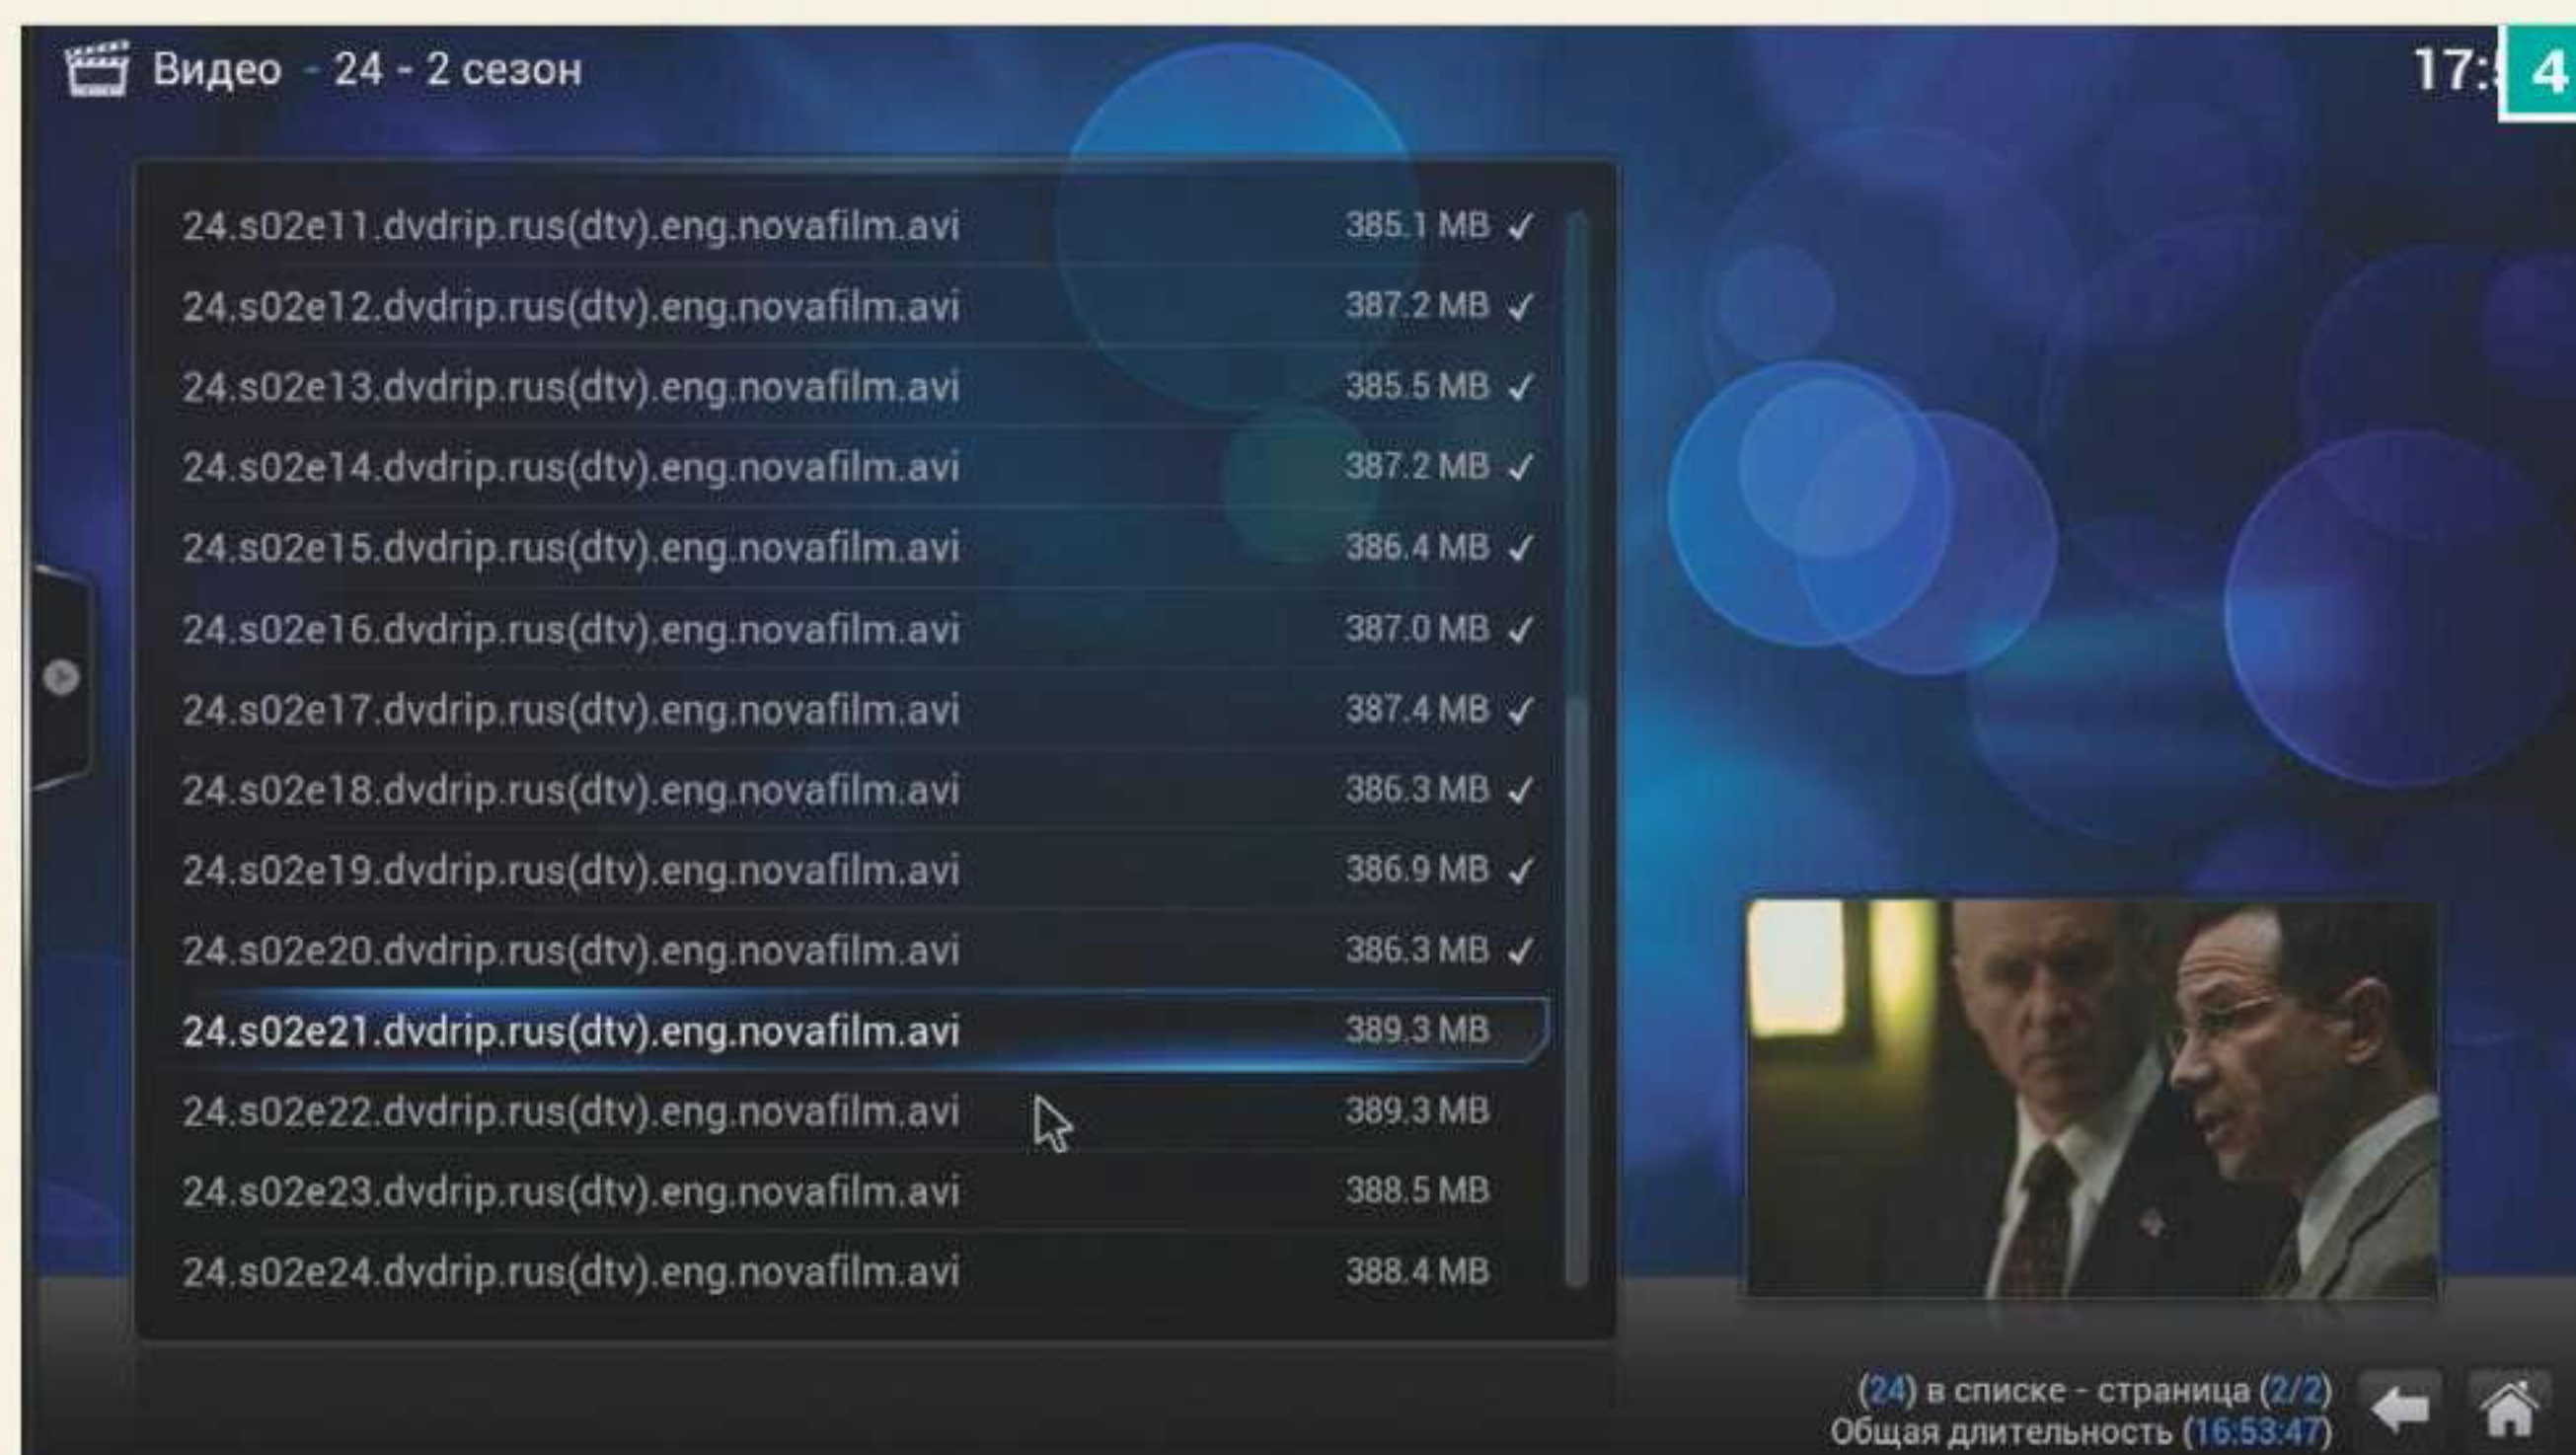 Видео - 24 - 2 сезон
17:
4
24.s02e11.dvdrip.rus(dtv).eng.novafilm.avi 385.1 MB ✓
24.s02e12.dvdrip.rus(dtv).eng.novafilm.avi 387.2 MB ✓
24.s02e13.dvdrip.rus(dtv).eng.novafilm.avi 385.5 MB ✓
24.s02e14.dvdrip.rus(dtv).eng.novafilm.avi 387.2 MB ✓
24.s02e15.dvdrip.rus(dtv).eng.novafilm.avi 386.4 MB ✓
24.s02e16.dvdrip.rus(dtv).eng.novafilm.avi 387.0 MB ✓
24.s02e17.dvdrip.rus(dtv).eng.novafilm.avi 387.4 MB ✓
24.s02e18.dvdrip.rus(dtv).eng.novafilm.avi 386.3 MB ✓
24.s02e19.dvdrip.rus(dtv).eng.novafilm.avi 386.9 MB ✓
24.s02e20.dvdrip.rus(dtv).eng.novafilm.avi 386.3 MB ✓
24.s02e21.dvdrip.rus(dtv).eng.novafilm.avi 389.3 MB
24.s02e22.dvdrip.rus(dtv).eng.novafilm.avi 389.3 MB
24.s02e23.dvdrip.rus(dtv).eng.novafilm.avi 388.5 MB
24.s02e24.dvdrip.rus(dtv).eng.novafilm.avi 388.4 MB
(24) в списке - страница (2/2)
Общая длительность (16:53:47)